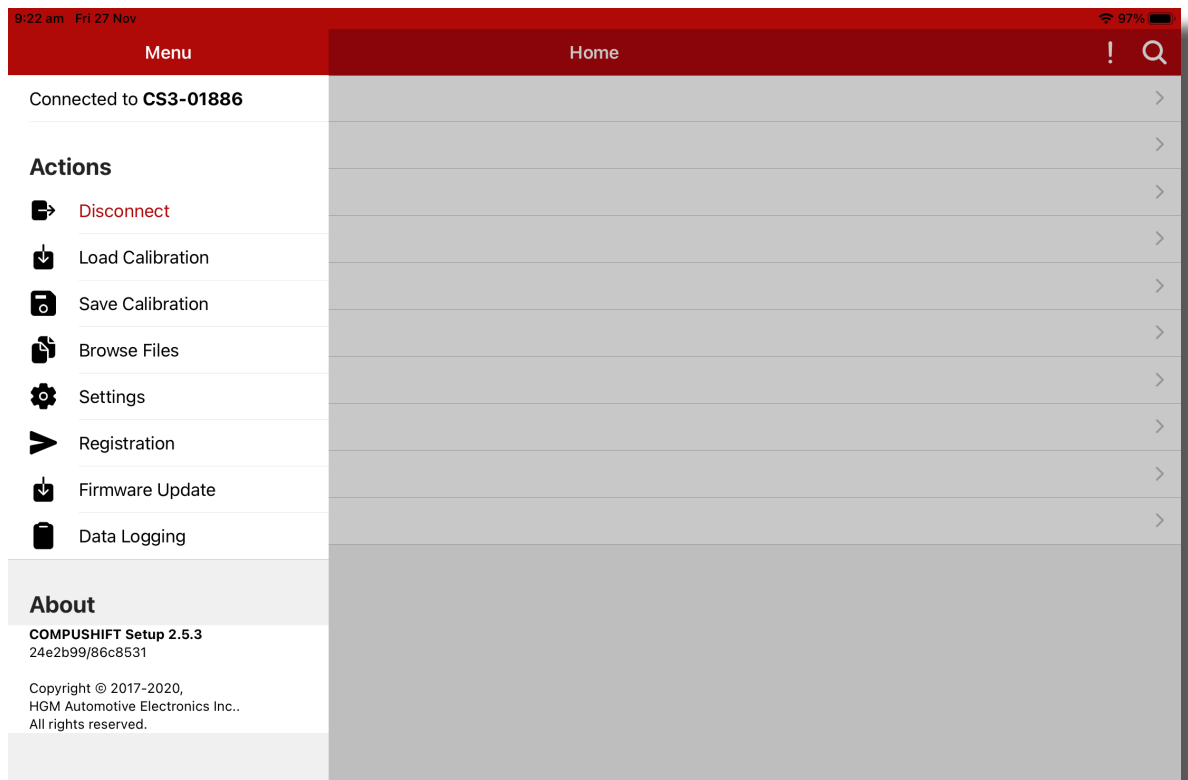 9:22 am Fri 27 Nov
97%
Menu
Home
Connected to CS3-01886
Actions
Disconnect
Load Calibration
Save Calibration
Browse Files
Settings
Registration
Firmware Update
Data Logging
About
COMPUSHIFT Setup 2.5.3
24e2b99/86c8531
Copyright © 2017-2020,
HGM Automotive Electronics Inc..
All rights reserved.